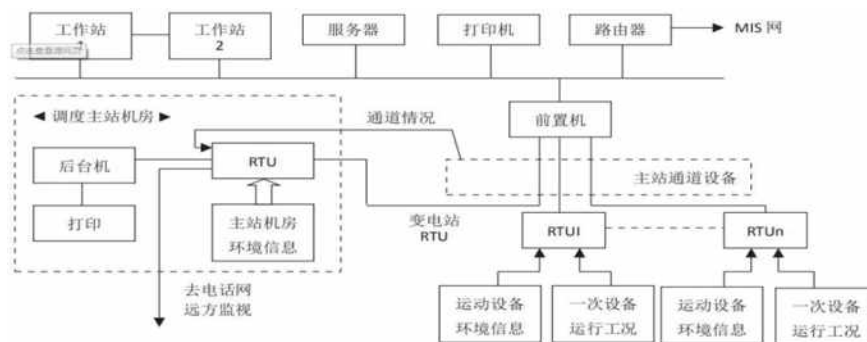 工作站
1
工作站
2
服务器
打印机
路由器
MIS 网
调度主站机房
通道情况
前置机
后台机
RTU
主站通道设备
打印
主站机房
环境信息
变电站
RTU
RTUI
RTUn
去电话网
远方监视
运动设备
环境信息
一次设备
运行工况
运动设备
环境信息
一次设备
运行工况